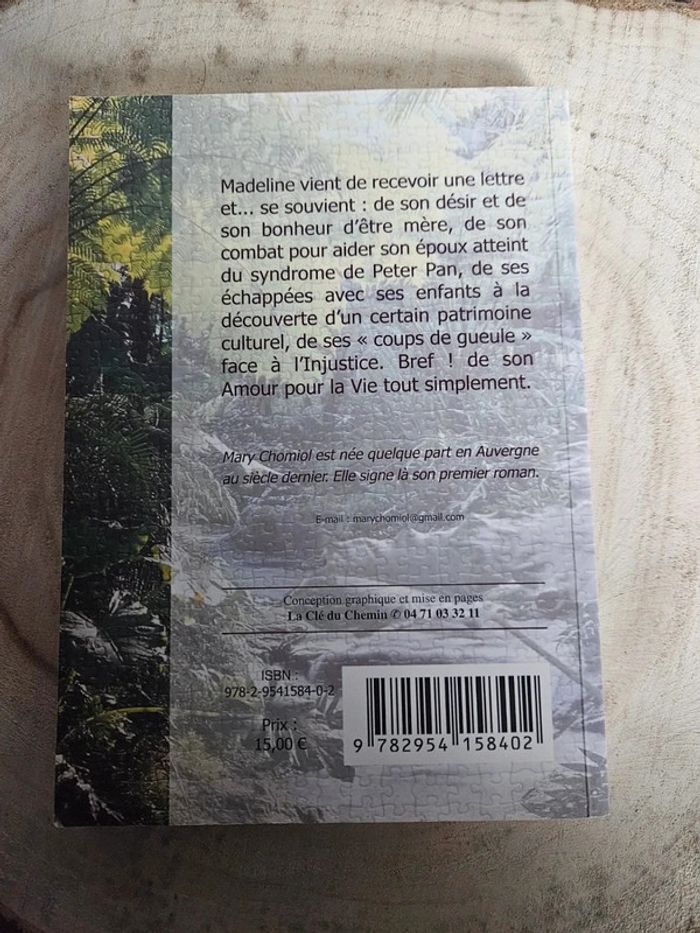 Madeline vient de recevoir une lettre
et... se souvient : de son désir et de
son bonheur d'être mère, de son
combat pour aider son époux atteint
du syndrome de Peter Pan, de ses
échappées avec ses enfants à la
découverte d'un certain patrimoine
culturel, de ses « coups de gueule »
face à l'Injustice. Bref ! de son
Amour pour la Vie tout simplement.
Mary Chomiol est née quelque part en Auvergne
au siècle dernier. Elle signe là son premier roman.
E-mail : marychomiol@gmail.com
Conception graphique et mise en pages
La Clé du Chemin ✆ 04 71 03 32 11
ISBN :
978-2-9541584-0-2
Prix :
15,00 €
9 782954 158402